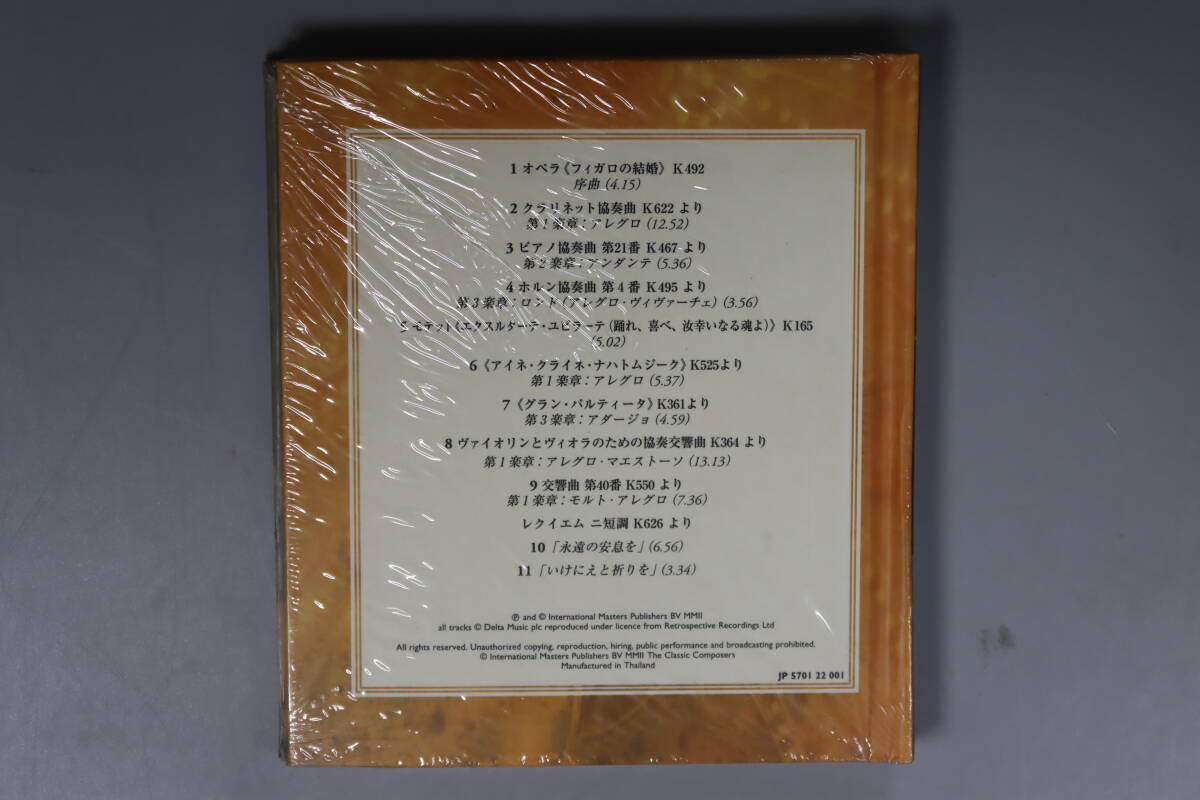 1 オペラ《フィガロの結婚》 K492
序曲 (4.15)
2 クラリネット協奏曲 K622 より
第1楽章：アレグロ (12.52)
3 ピアノ協奏曲 第21番 K467 より
第2楽章：アンダンテ (5.36)
4 ホルン協奏曲 第4番 K495 より
第3楽章：ロンド (アレグロ・ヴィヴァーチェ) (3.56)
5 モテット《エクスルターテ・ユビラーテ (踊れ、喜べ、汝幸いなる魂よ)》 K165
(5.02)
6 《アイネ・クライネ・ナハトムジーク》 K525より
第1楽章：アレグロ (5.37)
7 《グラン・パルティータ》 K361より
第3楽章：アダージョ (4.59)
8 ヴァイオリンとヴィオラのための協奏交響曲 K364 より
第1楽章：アレグロ・マエストーソ (13.13)
9 交響曲 第40番 K550 より
第1楽章：モルト・アレグロ (7.36)
レクイエム ニ短調 K626 より
10「永遠の安息を」(6.56)
11「いけにえと祈りを」(3.34)
℗ and © International Masters Publishers BV MMII
all tracks © Delta Music plc reproduced under licence from Retrospective Recordings Ltd
All rights reserved. Unauthorized copying, reproduction, hiring, public performance and broadcasting prohibited.
© International Masters Publishers BV MMII The Classic Composers
Manufactured in Thailand
JP 5701 22 001